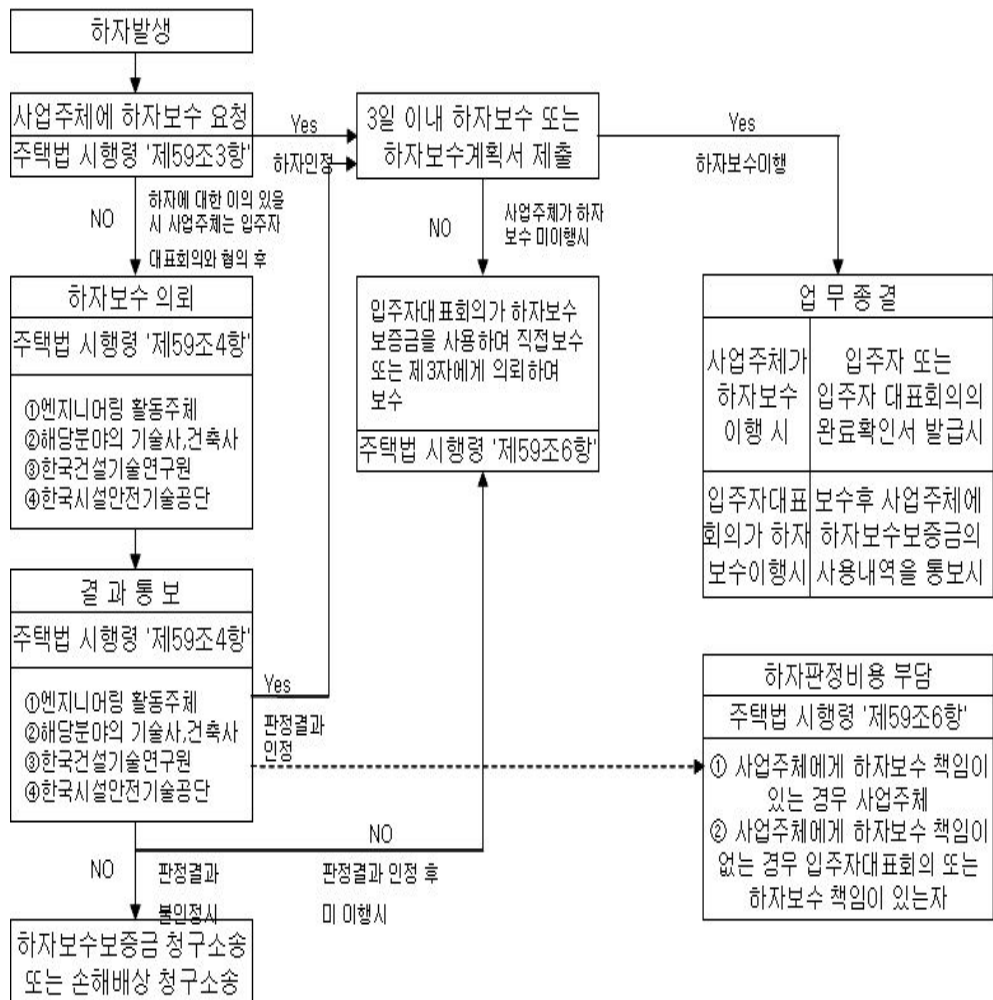 하자발생
사업주체에 하자보수 요청
주택법 시행령 '제59조3항'
Yes
하자인정
3일 이내 하자보수 또는
하자보수계획서 제출
Yes
하자보수이행
NO
하자에 대한 이의 있을
시 사업주체는 입주자
대표회의와 협의 후
NO
사업주체가 하자
보수 미이행시
하자보수 의뢰
주택법 시행령 '제59조4항'
①엔지니어링 활동주체
②해당분야의 기술사,건축사
③한국건설기술연구원
④한국시설안전기술공단
입주자대표회의가 하자보수
보증금을 사용하며 직접보수
또는 제3자에게 의뢰하며
보수
주택법 시행령 '제59조6항'
업 무 종 결
사업주체가
하자보수
이행 시
입주자 또는
입주자 대표회의의
완료확인서 발급시
입주자대표
회의가 하자
보수이행시
보수후 사업주체에
하자보수보증금의
사용내역을 통보시
결 과 통 보
주택법 시행령 '제59조4항'
①엔지니어링 활동주체
②해당분야의 기술사,건축사
③한국건설기술연구원
④한국시설안전기술공단
Yes
판정결과
인정
하자판정비용 부담
주택법 시행령 '제59조6항'
① 사업주체에게 하자보수 책임이
있는 경우 사업주체
② 사업주체에게 하자보수 책임이
없는 경우 입주자대표회의 또는
하자보수 책임이 있는자
NO
판정결과
불인정시
NO
판정결과 인정 후
미 이행시
하자보수보증금 청구소송
또는 손해배상 청구소송